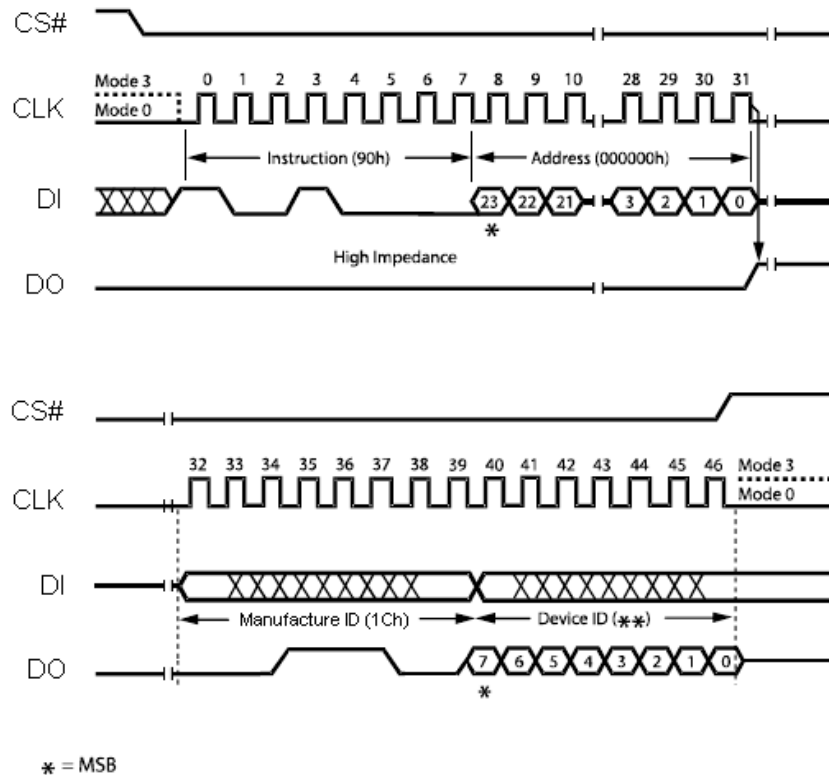 CS#
Mode 3
0 1 2 3 4 5 6 7 8 9 10 28 29 30 31
CLK
Mode 0
Instruction (90h) Address (000000h)
DI
23 22 21 3 2 1 0
*
High Impedance
DO
CS#
32 33 34 35 36 37 38 39 40 41 42 43 44 45 46
Mode 3
CLK
Mode 0
DI
Manufacture ID (1Ch) Device ID (**)
DO
7 6 5 4 3 2 1 0
*
* = MSB